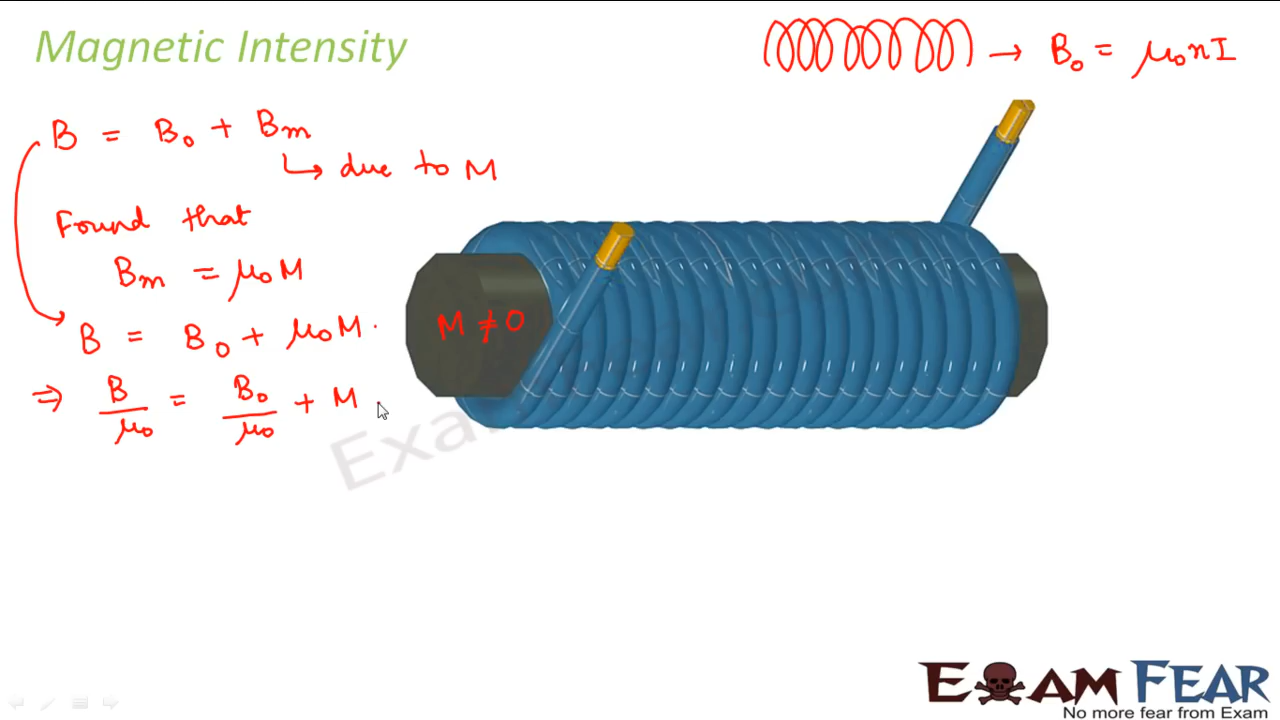 Magnetic Intensity
→ B₀ = μ₀nI
B = B₀ + Bm
↳ due to M
Found that
Bm = μ₀M
B = B₀ + μ₀M.
⇒ B/μ₀ = B₀/μ₀ + M
M ≠ 0
Exa
EXAM FEAR
No more fear from Exam